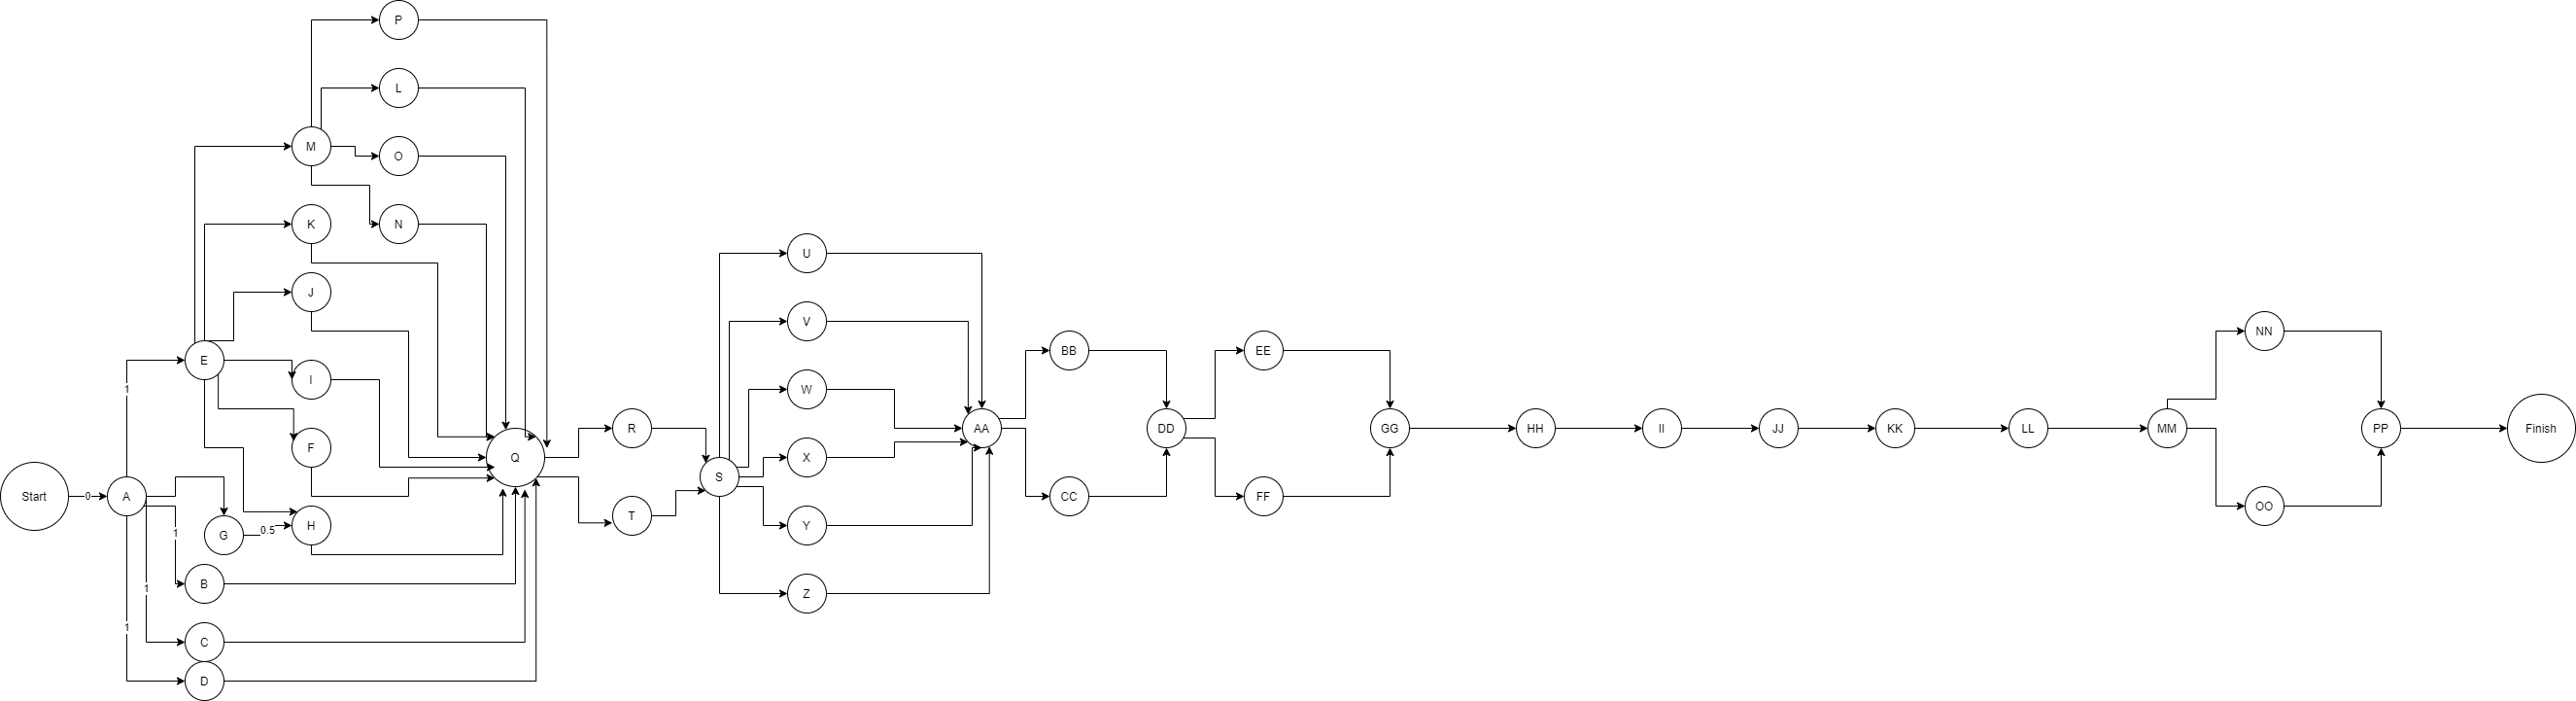 P
L
M
O
K
N
U
J
V
NN
E
BB
EE
1
I
W
R
AA
DD
GG
HH
II
JJ
KK
LL
MM
PP
Finish
F
Q
X
S
Start
0
A
CC
FF
OO
T
G
0.5
H
Y
1
B
1
Z
1
C
D